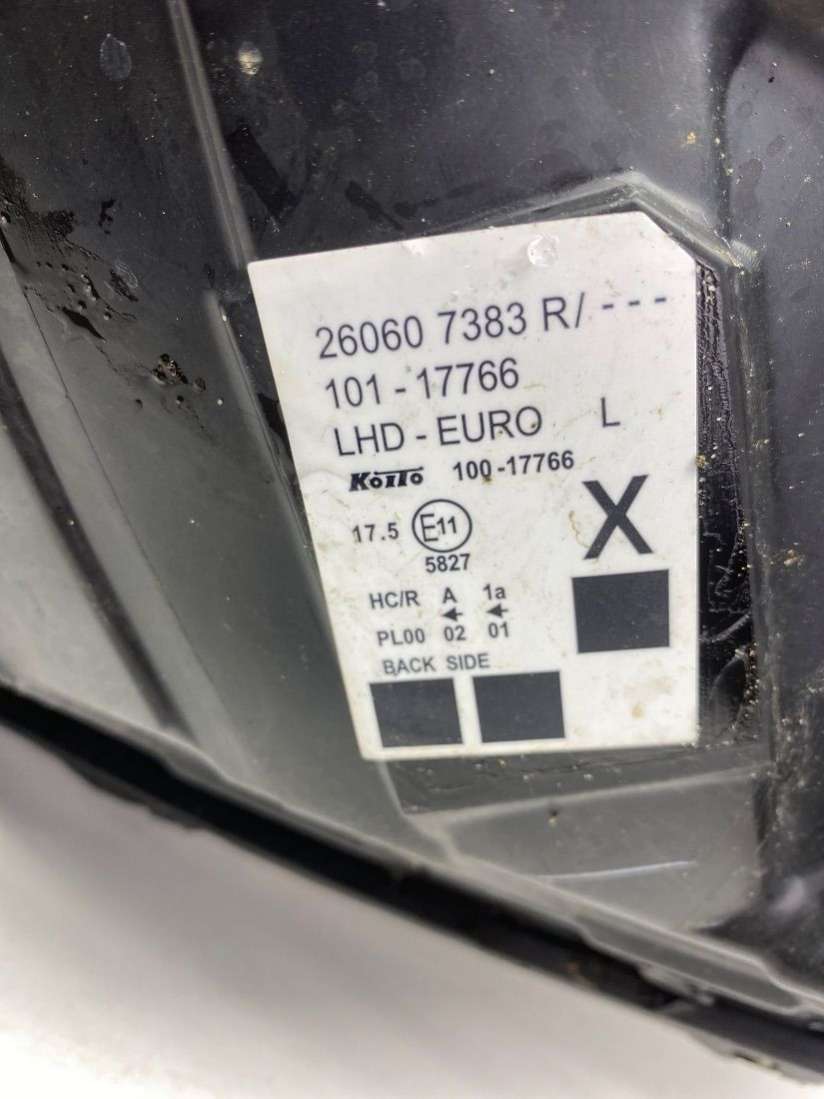 26060 7383 R/ ---
101-17766
LHD-EURO L
KOITO 100-17766
X
17.5 E11
5827
HC/R A 1a
PL00 02 01
BACK SIDE